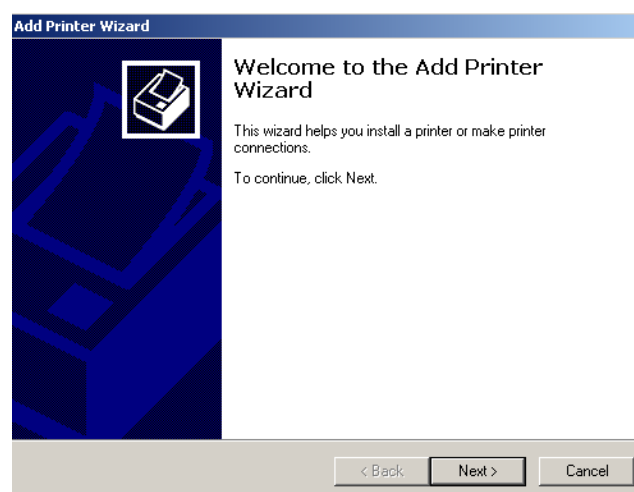 Add Printer Wizard
Welcome to the Add Printer
Wizard
This wizard helps you install a printer or make printer
connections.
To continue, click Next.
< Back
Next >
Cancel